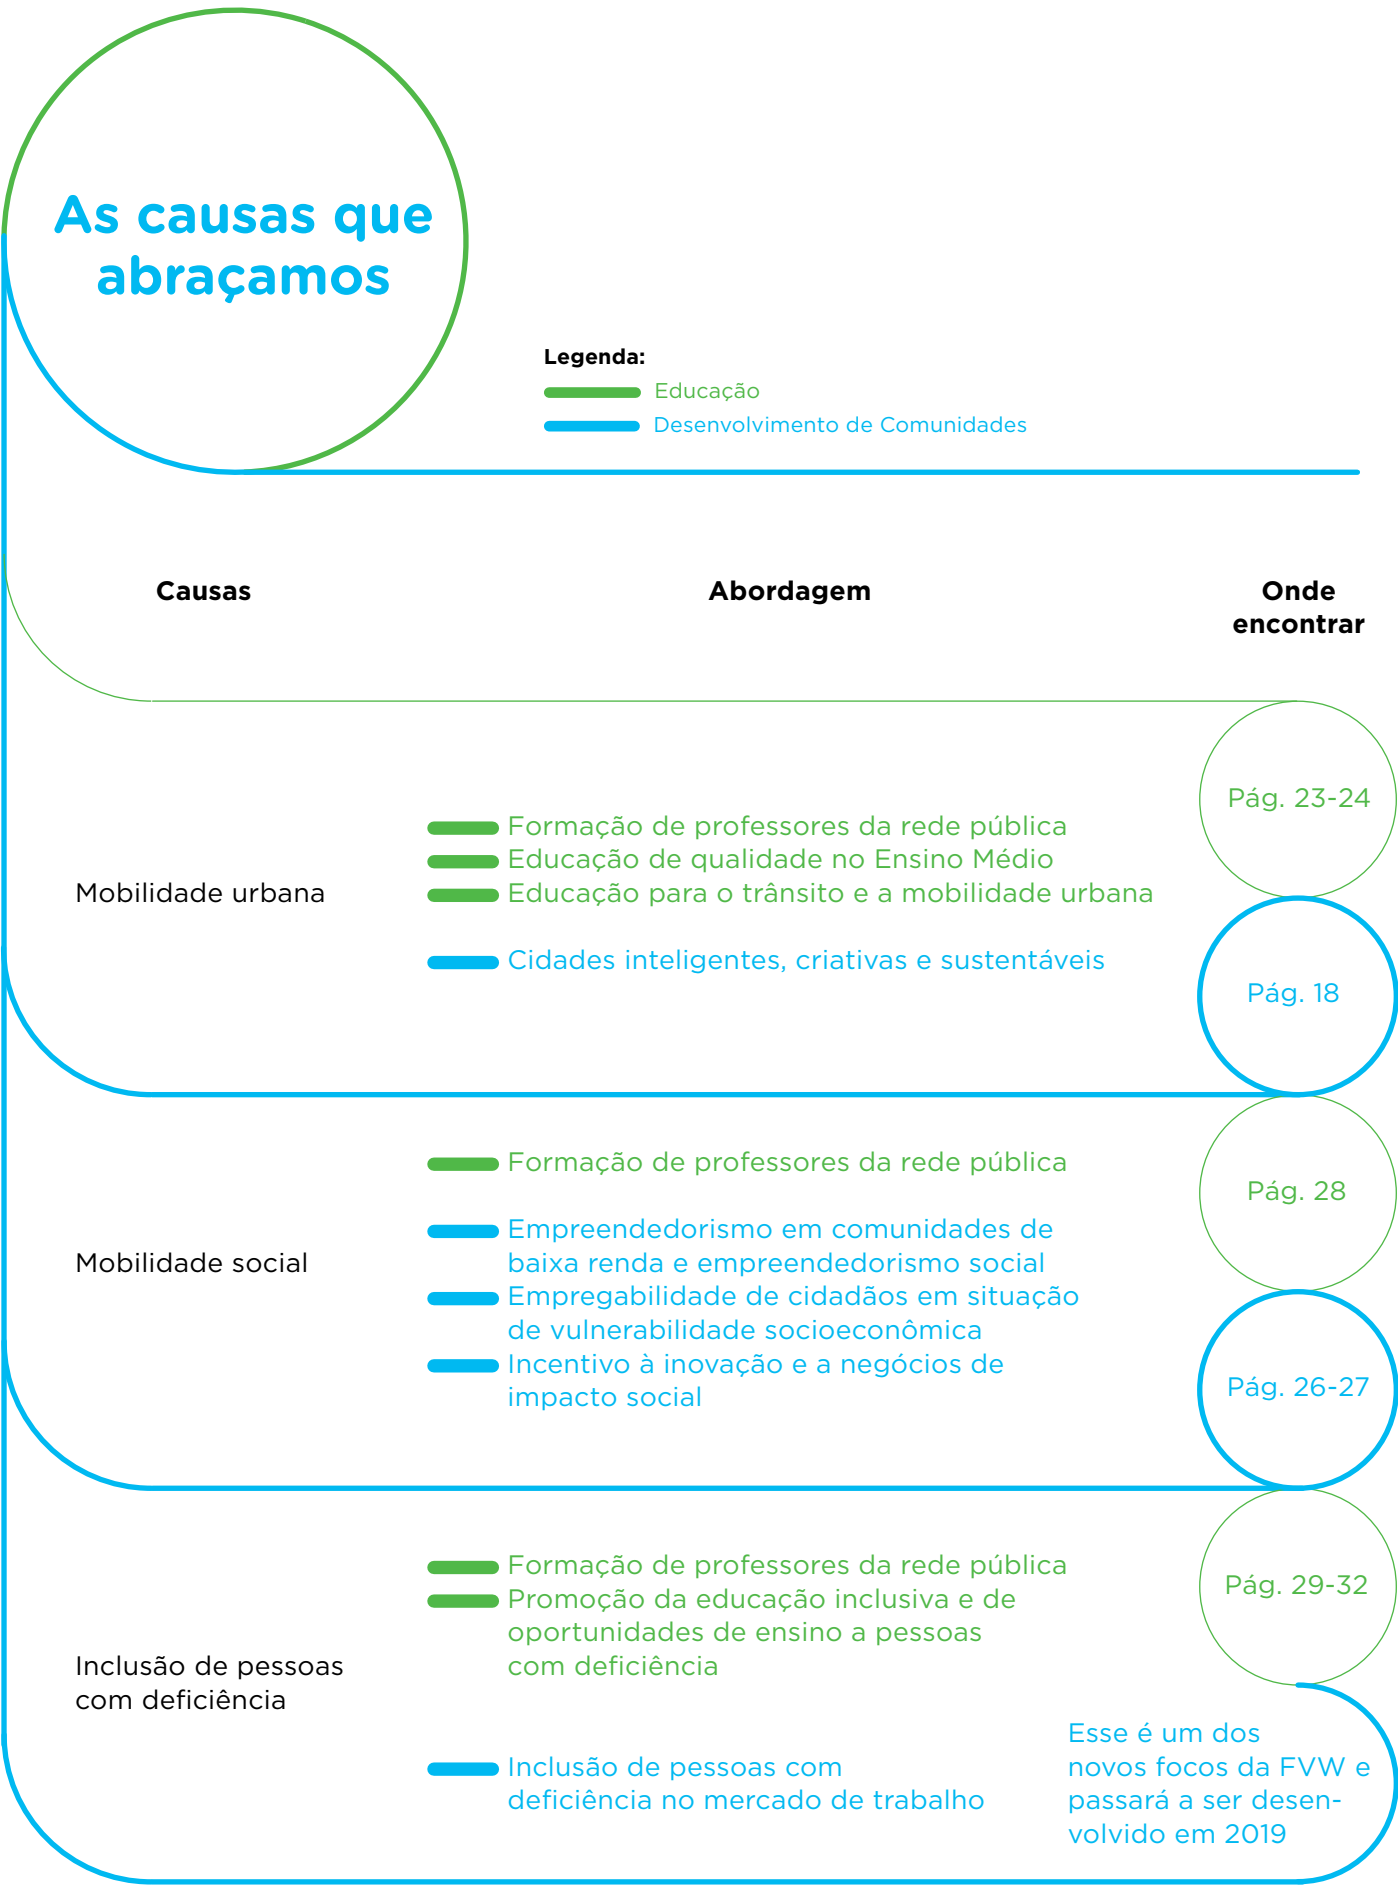 As causas que
abraçamos
Legenda:
Educação
Desenvolvimento de Comunidades
Causas
Abordagem
Onde
encontrar
Mobilidade urbana
Formação de professores da rede pública
Educação de qualidade no Ensino Médio
Educação para o trânsito e a mobilidade urbana
Cidades inteligentes, criativas e sustentáveis
Pág. 23-24
Pág. 18
Mobilidade social
Formação de professores da rede pública
Empreendedorismo em comunidades de
baixa renda e empreendedorismo social
Empregabilidade de cidadãos em situação
de vulnerabilidade socioeconômica
Incentivo à inovação e a negócios de
impacto social
Pág. 28
Pág. 26-27
Inclusão de pessoas
com deficiência
Formação de professores da rede pública
Promoção da educação inclusiva e de
oportunidades de ensino a pessoas
com deficiência
Inclusão de pessoas com
deficiência no mercado de trabalho
Pág. 29-32
Esse é um dos
novos focos da FVW e
passará a ser desen-
volvido em 2019